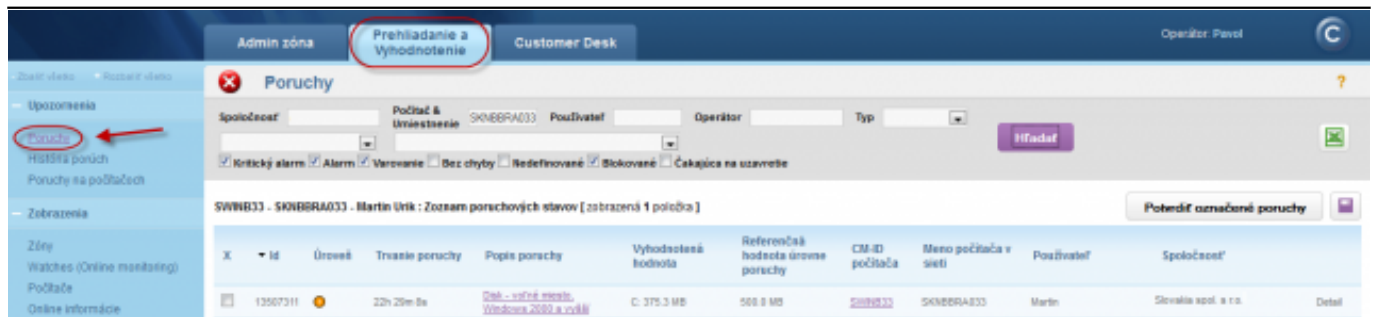 Admin zóna
Prehliadanie a
Vyhodnotenie
Customer Desk
Operátor: Pavol
Poruchy
?
Upozornenia
Poruchy
História porúch
Poruchy na počítačoch
Zobrazenia
Zóny
Watches (Online monitoring)
Počítače
Online informácie
Spoločnosť
Počítač &
Umiestnenie
SKNBBRA033
Používateľ
Operátor
Typ
Hľadať
Kritický alarm Alarm Varovanie Bez chyby Nedefinované Blokované Čakajúce na uzavretie
SWINB33 - SKNBBRA033 - Martin Urik : Zoznam poruchových stavov [ zobrazená 1 položka ]
Potvrdiť označené poruchy
X Id Úroveň Trvanie poruchy Popis poruchy
Vyhodnotená
hodnota
Referenčná
hodnota úrovne
poruchy
CM-ID
počítača
Meno počítača v
sieti
Používateľ
Spoločnosť
13507311
22h 29m 8s
Disk - voľné miesto,
Windows 2000 a vyšší
C: 375.3 MB
500.0 MB
SWINB33
SKNBBRA033
Martin
Slovakia spol. s r.o.
Detail